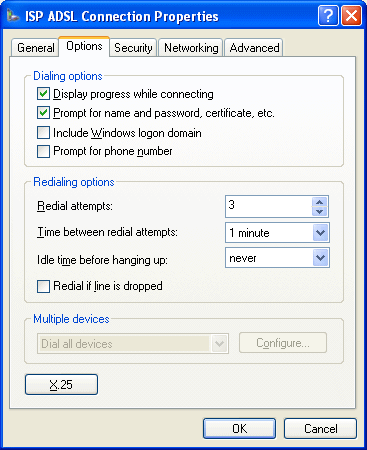 ISP ADSL Connection Properties
General Options Security Networking Advanced
Dialing options
Display progress while connecting
Prompt for name and password, certificate, etc.
Include Windows logon domain
Prompt for phone number
Redialing options
Redial attempts: 3
Time between redial attempts: 1 minute
Idle time before hanging up: never
Redial if line is dropped
Multiple devices
Dial all devices Configure...
X.25
OK Cancel